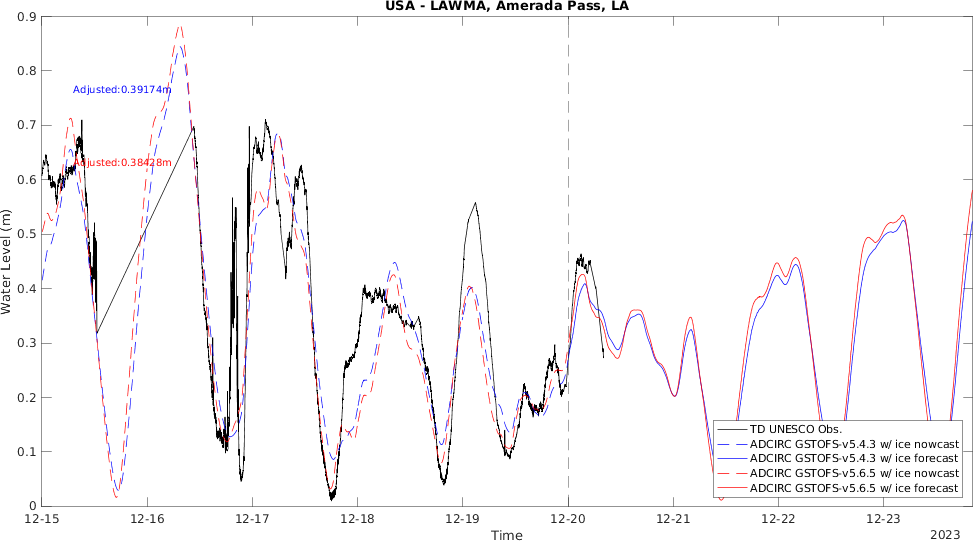 USA - LAWMA, Amerada Pass, LA
0.9
0.8
0.7
0.6
0.5
0.4
0.3
0.2
0.1
0
Water Level (m)
Adjusted:0.39174m
Adjusted:0.38428m
TD UNESCO Obs.
ADCIRC GSTOFS-v5.4.3 w/ ice nowcast
ADCIRC GSTOFS-v5.4.3 w/ ice forecast
ADCIRC GSTOFS-v5.6.5 w/ ice nowcast
ADCIRC GSTOFS-v5.6.5 w/ ice forecast
12-15 12-16 12-17 12-18 12-19 12-20 12-21 12-22 12-23
Time
2023